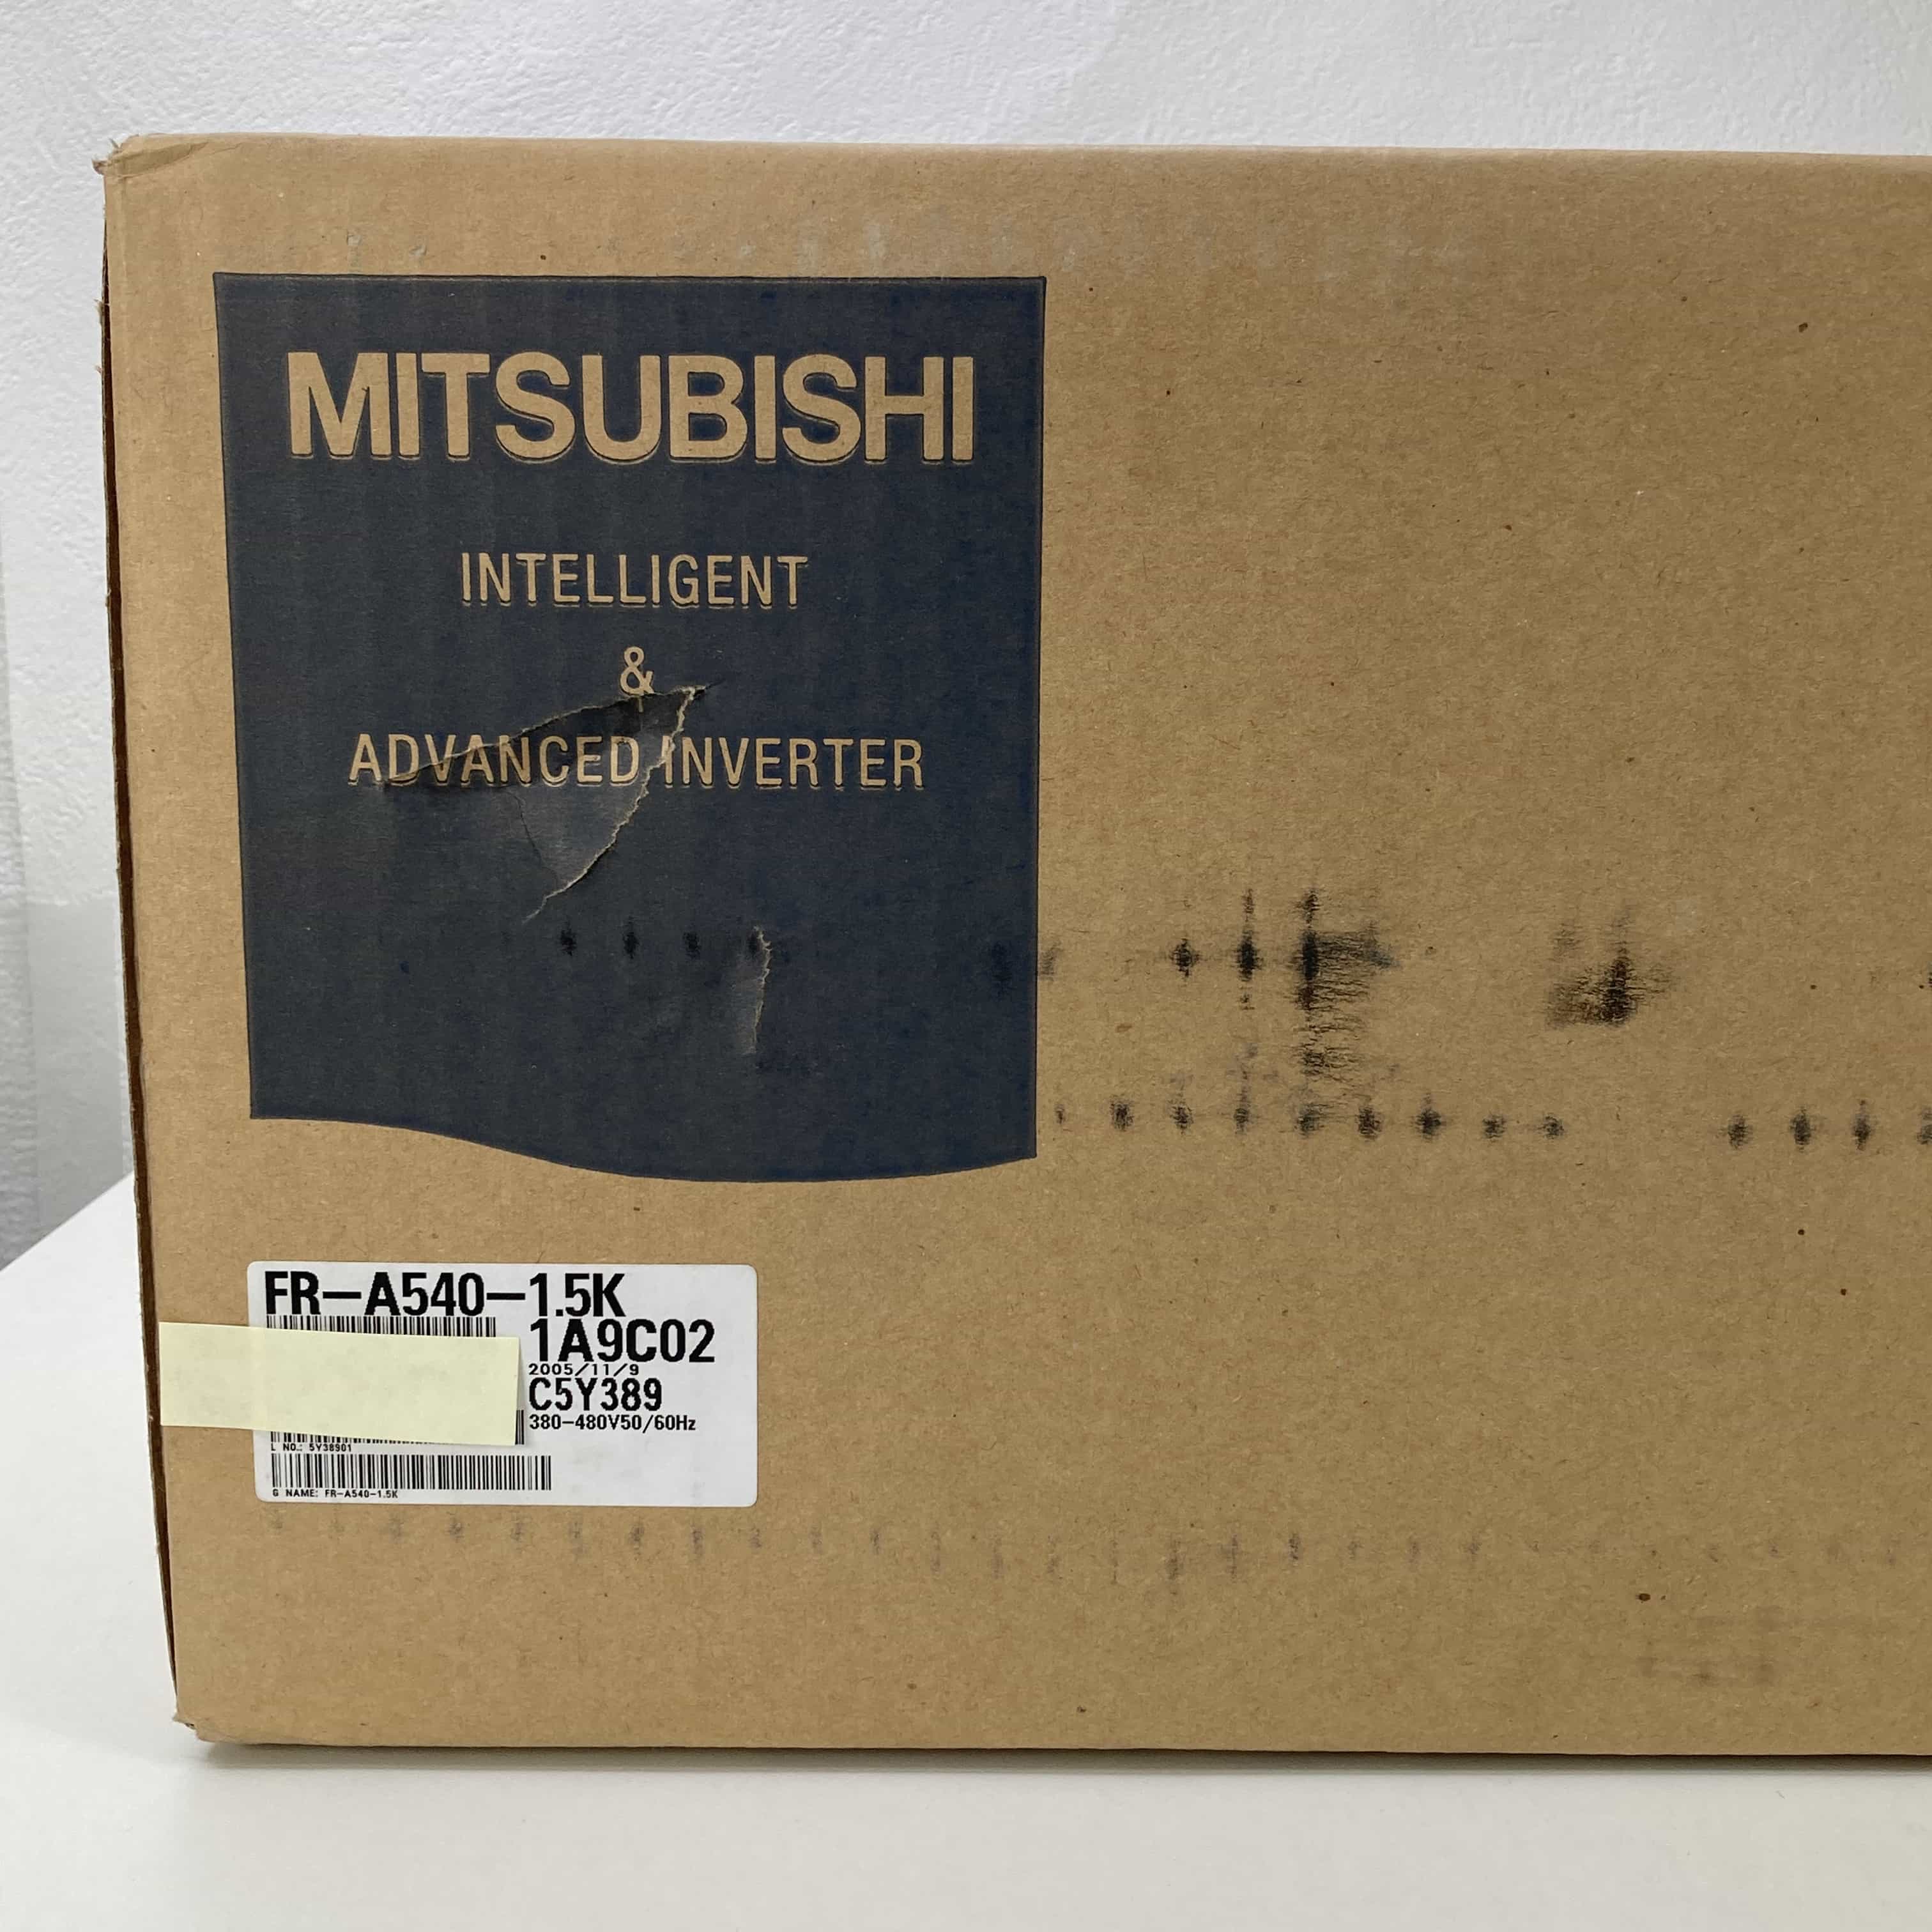 MITSUBISHI
INTELLIGENT
&
ADVANCED INVERTER
FR-A540-1.5K
1A9C02
2005/11/9
C5Y389
380-480V50/60Hz
L NO.: 5Y38901
G NAME: FR-A540-1.5K